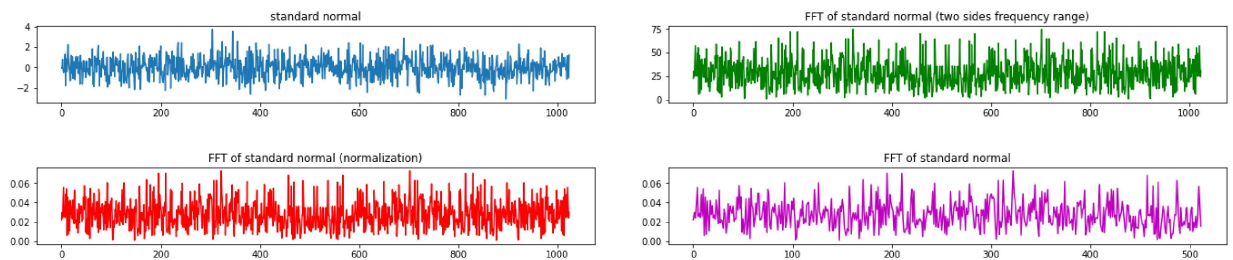 standard normal
4
2
0
−2
0 200 400 600 800 1000
FFT of standard normal (two sides frequency range)
75
50
25
0
0 200 400 600 800 1000
FFT of standard normal (normalization)
0.06
0.04
0.02
0.00
0 200 400 600 800 1000
FFT of standard normal
0.06
0.04
0.02
0.00
0 100 200 300 400 500